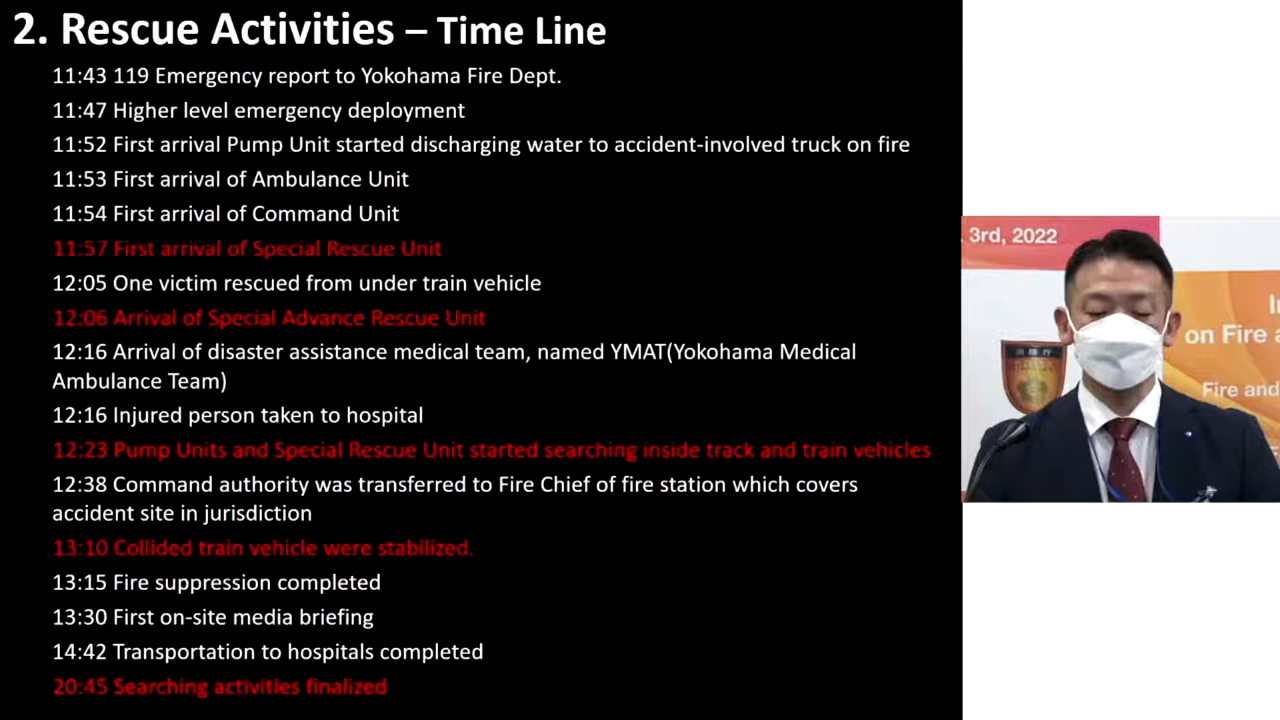 2. Rescue Activities – Time Line
11:43 119 Emergency report to Yokohama Fire Dept.
11:47 Higher level emergency deployment
11:52 First arrival Pump Unit started discharging water to accident-involved truck on fire
11:53 First arrival of Ambulance Unit
11:54 First arrival of Command Unit
11:57 First arrival of Special Rescue Unit
12:05 One victim rescued from under train vehicle
12:06 Arrival of Special Advance Rescue Unit
12:16 Arrival of disaster assistance medical team, named YMAT(Yokohama Medical
Ambulance Team)
12:16 Injured person taken to hospital
12:23 Pump Units and Special Rescue Unit started searching inside track and train vehicles
12:38 Command authority was transferred to Fire Chief of fire station which covers
accident site in jurisdiction
13:10 Collided train vehicle were stabilized.
13:15 Fire suppression completed
13:30 First on-site media briefing
14:42 Transportation to hospitals completed
20:45 Searching activities finalized
3rd, 2022
on Fire
Fire and
消防庁